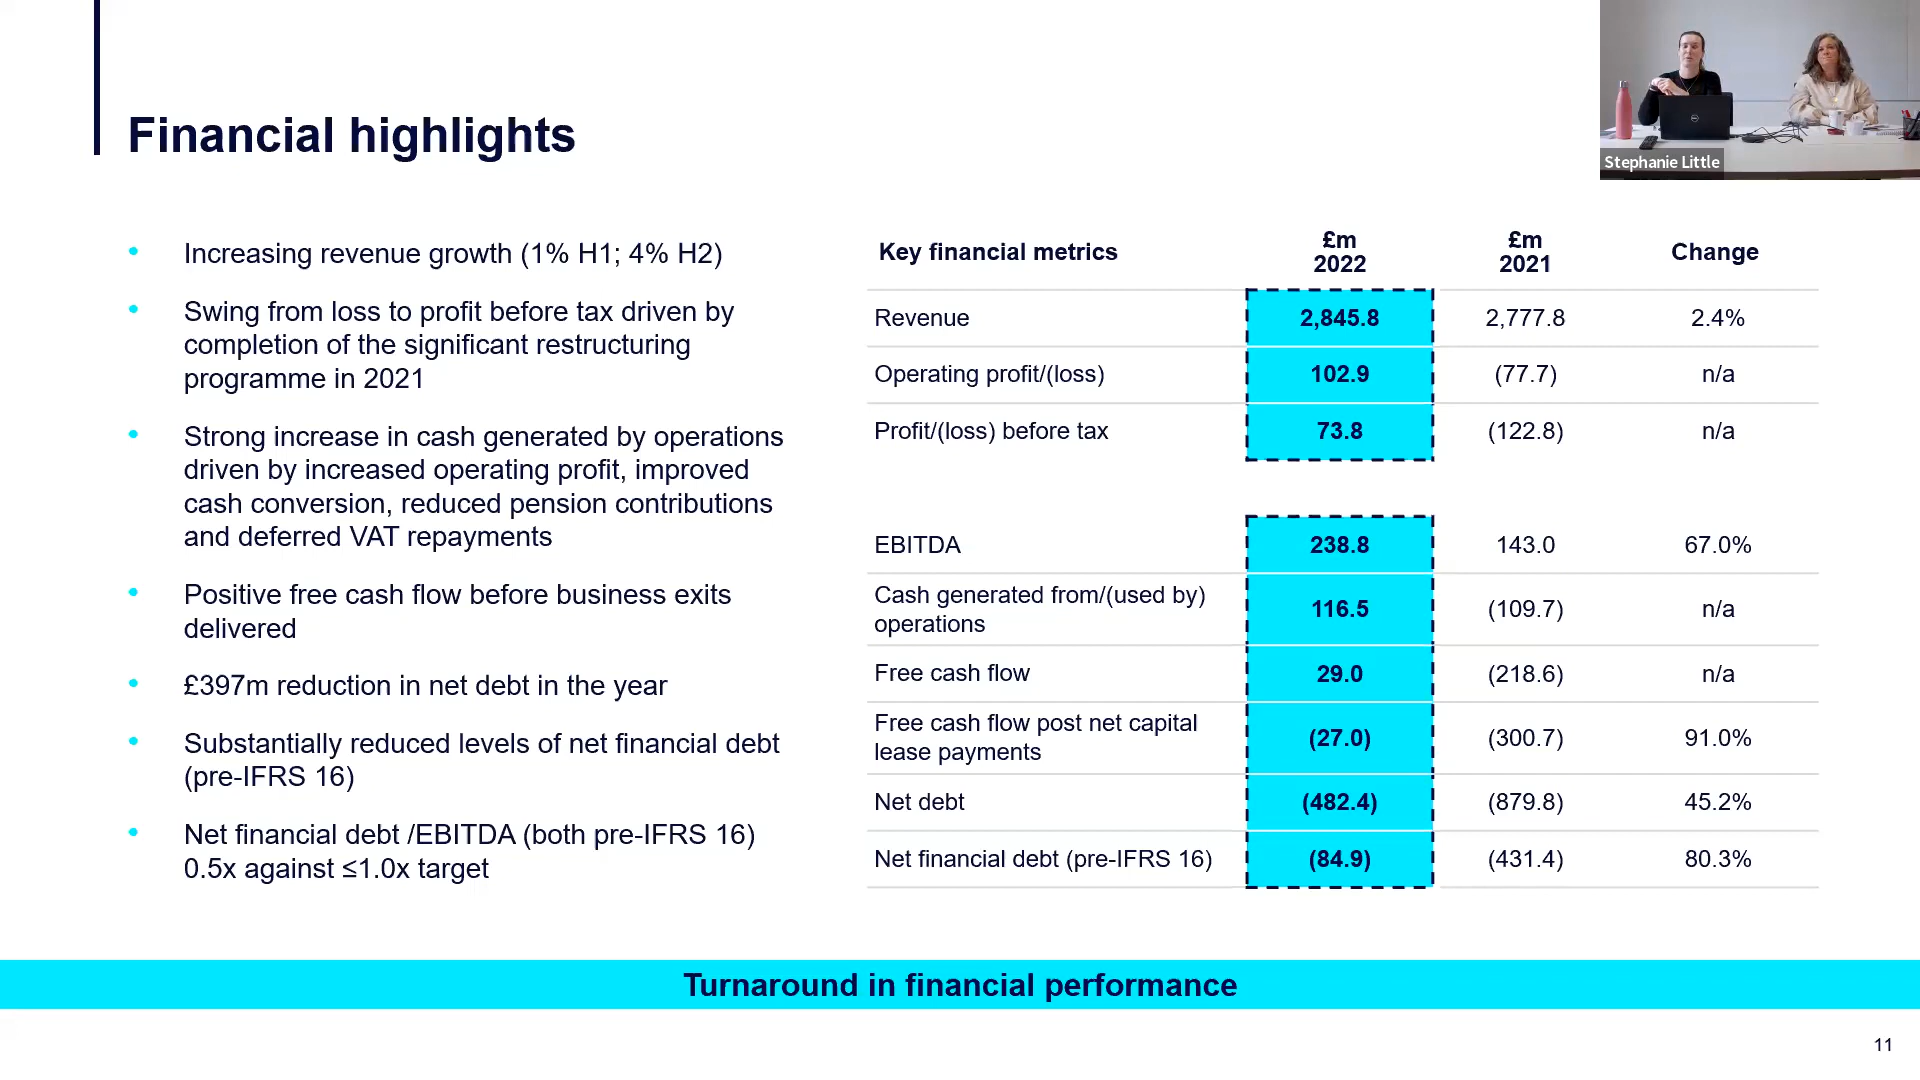 Financial highlights
Stephanie Little
• Increasing revenue growth (1% H1; 4% H2)
• Swing from loss to profit before tax driven by
completion of the significant restructuring
programme in 2021
• Strong increase in cash generated by operations
driven by increased operating profit, improved
cash conversion, reduced pension contributions
and deferred VAT repayments
• Positive free cash flow before business exits
delivered
• £397m reduction in net debt in the year
• Substantially reduced levels of net financial debt
(pre-IFRS 16)
• Net financial debt /EBITDA (both pre-IFRS 16)
0.5x against ≤1.0x target
Key financial metrics £m 2022 £m 2021 Change
Revenue 2,845.8 2,777.8 2.4%
Operating profit/(loss) 102.9 (77.7) n/a
Profit/(loss) before tax 73.8 (122.8) n/a
EBITDA 238.8 143.0 67.0%
Cash generated from/(used by)
operations 116.5 (109.7) n/a
Free cash flow 29.0 (218.6) n/a
Free cash flow post net capital
lease payments (27.0) (300.7) 91.0%
Net debt (482.4) (879.8) 45.2%
Net financial debt (pre-IFRS 16) (84.9) (431.4) 80.3%
Turnaround in financial performance
11